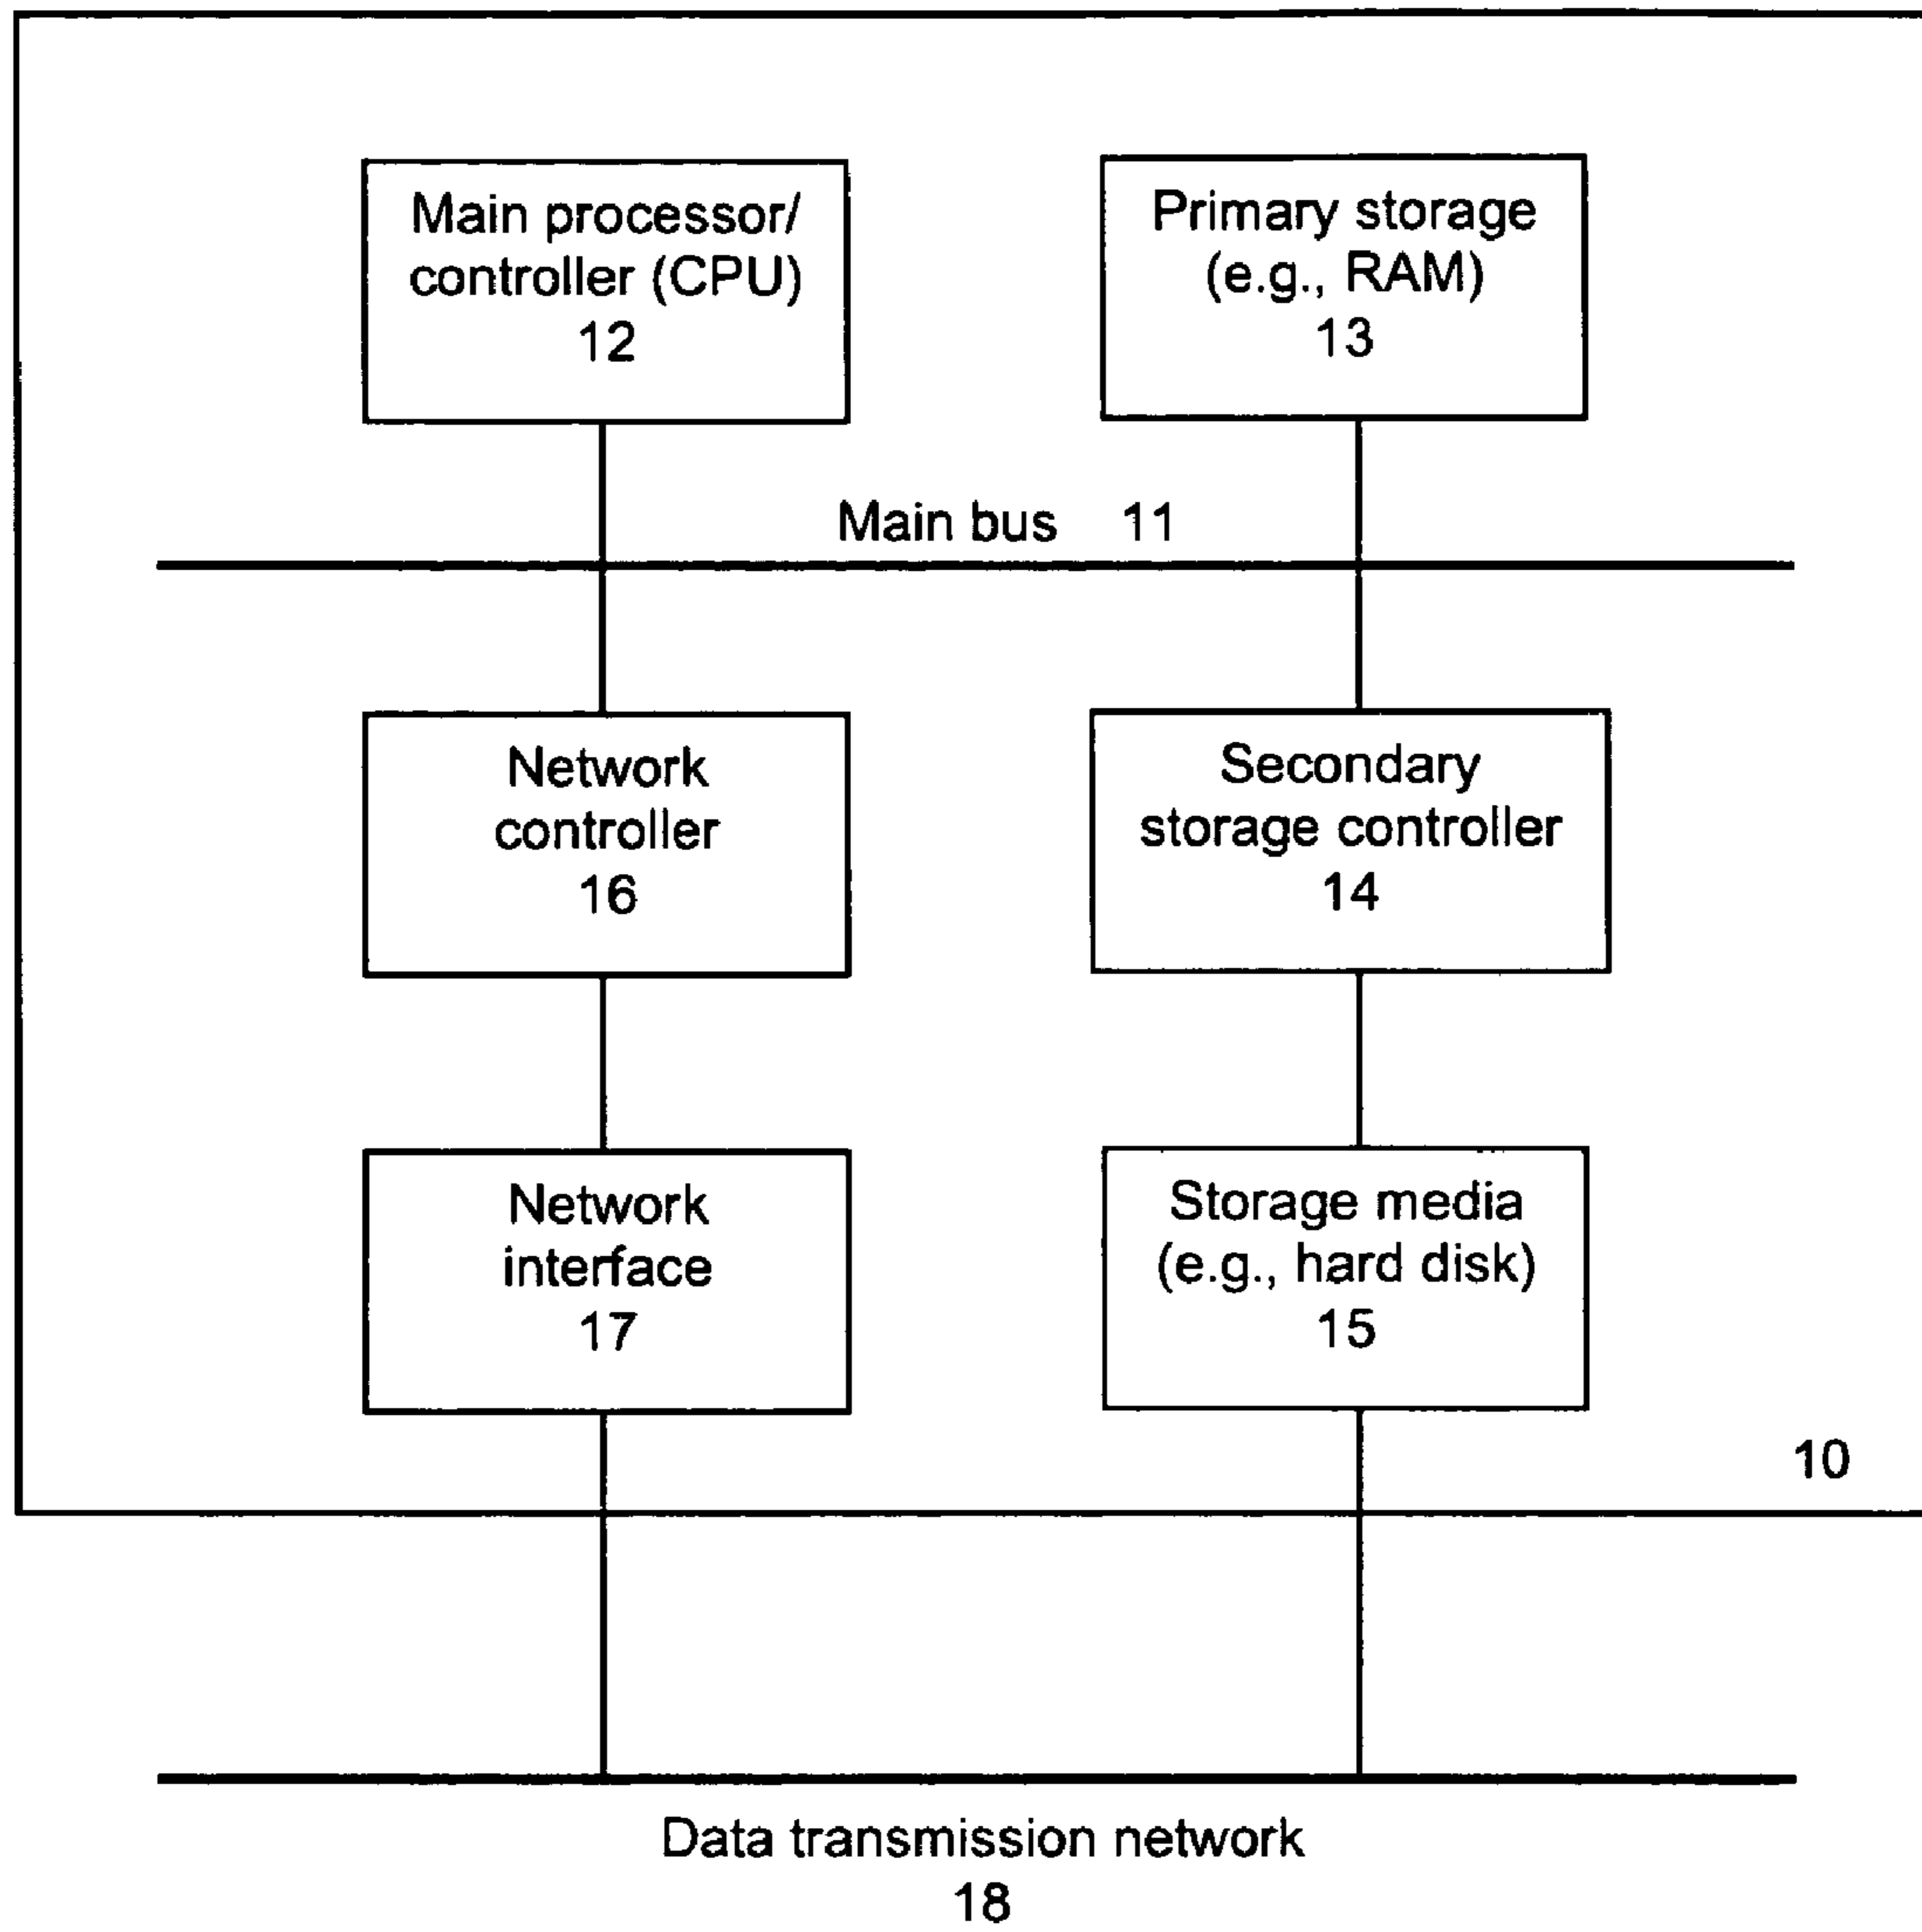 Main processor/
controller (CPU)
12
Primary storage
(e.g., RAM)
13
Main bus 11
Network
controller
16
Secondary
storage controller
14
Network
interface
17
Storage media
(e.g., hard disk)
15
10
Data transmission network
18